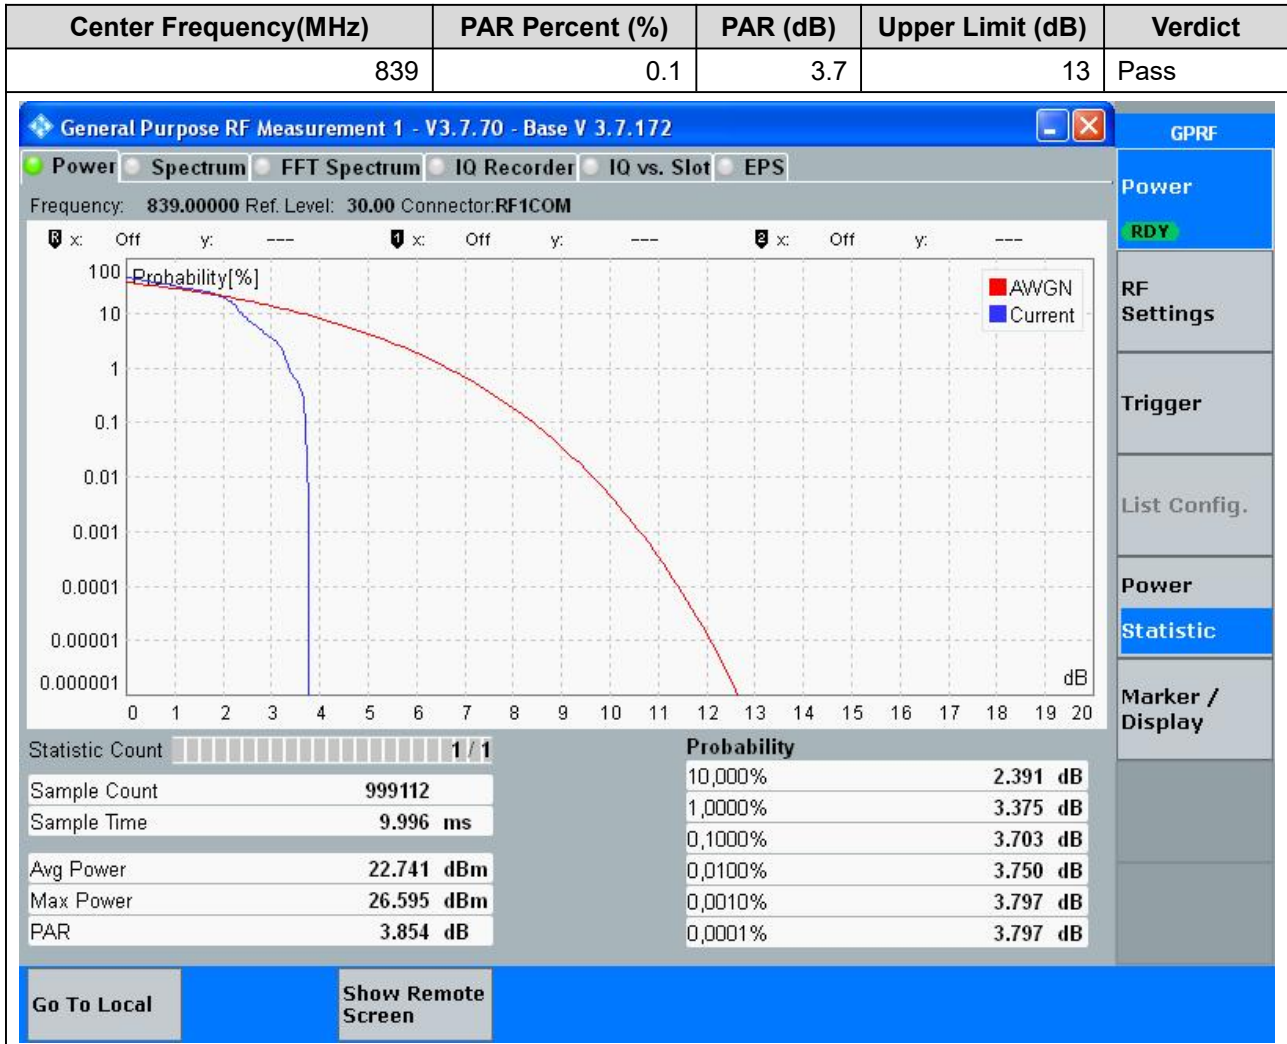 Center Frequency(MHz) PAR Percent (%) PAR (dB) Upper Limit (dB) Verdict
839 0.1 3.7 13 Pass
General Purpose RF Measurement 1 - V3.7.70 - Base V 3.7.172
GPRF
Power Spectrum FFT Spectrum IQ Recorder IQ vs. Slot EPS
Power
RDY
Frequency: 839.00000 Ref. Level: 30.00 Connector:RF1COM
R x: Off y: --- 1 x: Off y: --- 2 x: Off y: ---
100 Probability[%]
AWGN
Current
10
1
0.1
0.01
0.001
0.0001
0.00001
0.000001
dB
0 1 2 3 4 5 6 7 8 9 10 11 12 13 14 15 16 17 18 19 20
RF
Settings
Trigger
List Config.
Power
Statistic
Marker /
Display
Statistic Count 1 / 1
Sample Count 999112
Sample Time 9.996 ms
Avg Power 22.741 dBm
Max Power 26.595 dBm
PAR 3.854 dB
Probability
10,000% 2.391 dB
1,0000% 3.375 dB
0,1000% 3.703 dB
0,0100% 3.750 dB
0,0010% 3.797 dB
0,0001% 3.797 dB
Go To Local
Show Remote
Screen